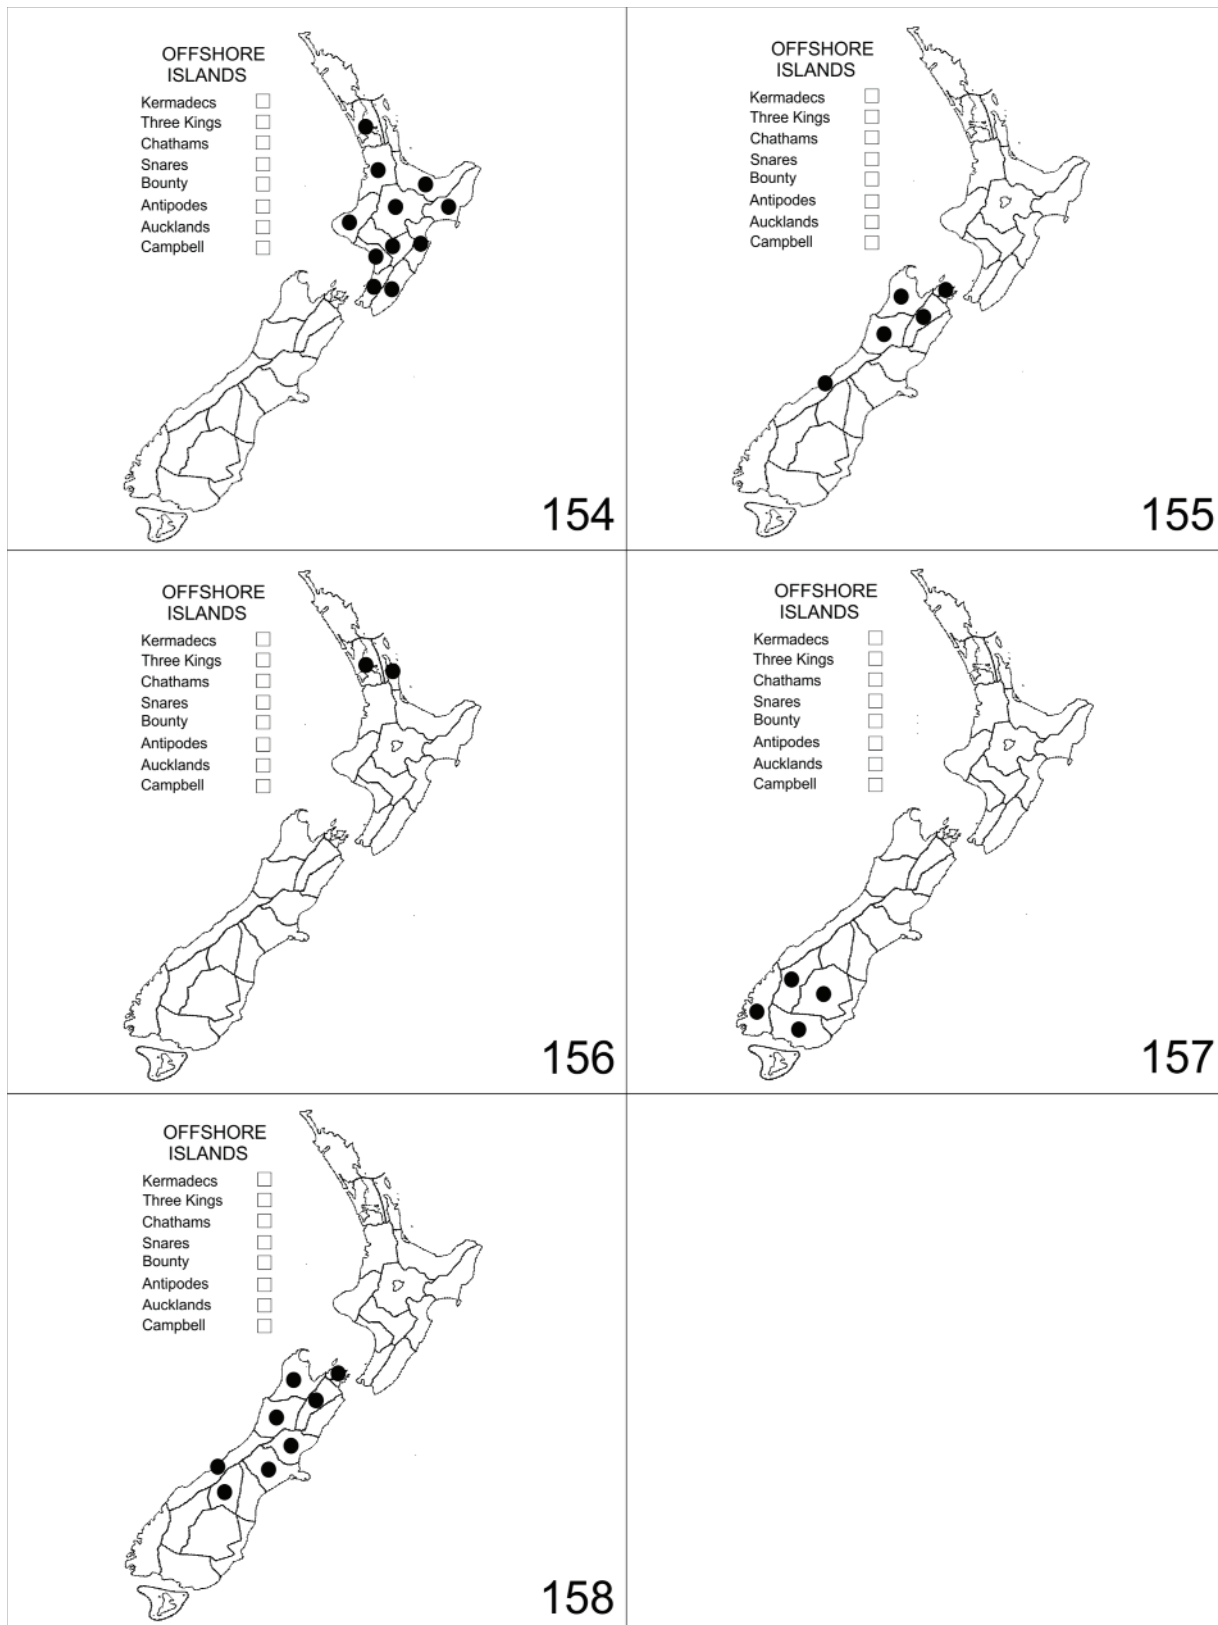 OFFSHORE
ISLANDS
Kermadecs
Three Kings
Chathams
Snares
Bounty
Antipodes
Aucklands
Campbell
154
OFFSHORE
ISLANDS
Kermadecs
Three Kings
Chathams
Snares
Bounty
Antipodes
Aucklands
Campbell
155
OFFSHORE
ISLANDS
Kermadecs
Three Kings
Chathams
Snares
Bounty
Antipodes
Aucklands
Campbell
156
OFFSHORE
ISLANDS
Kermadecs
Three Kings
Chathams
Snares
Bounty
Antipodes
Aucklands
Campbell
157
OFFSHORE
ISLANDS
Kermadecs
Three Kings
Chathams
Snares
Bounty
Antipodes
Aucklands
Campbell
158